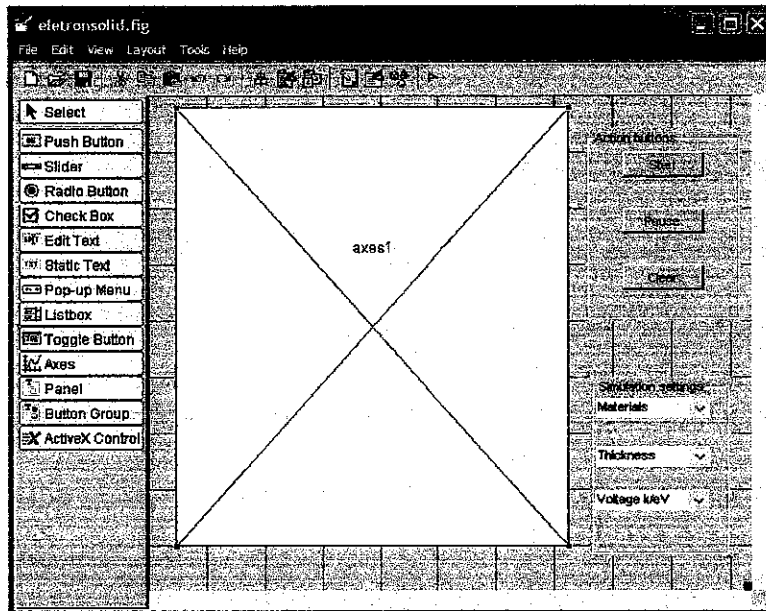 eletronsolid.fig
File Edit View Layout Tools Help
Select
Push Button
Slider
Radio Button
Check Box
Edit Text
Static Text
Pop-up Menu
Listbox
Toggle Button
Axes
Panel
Button Group
ActiveX Control
axes1
Action buttons
Start
Pause
Clear
Simulation settings
Materials
Thickness
Voltage k/eV